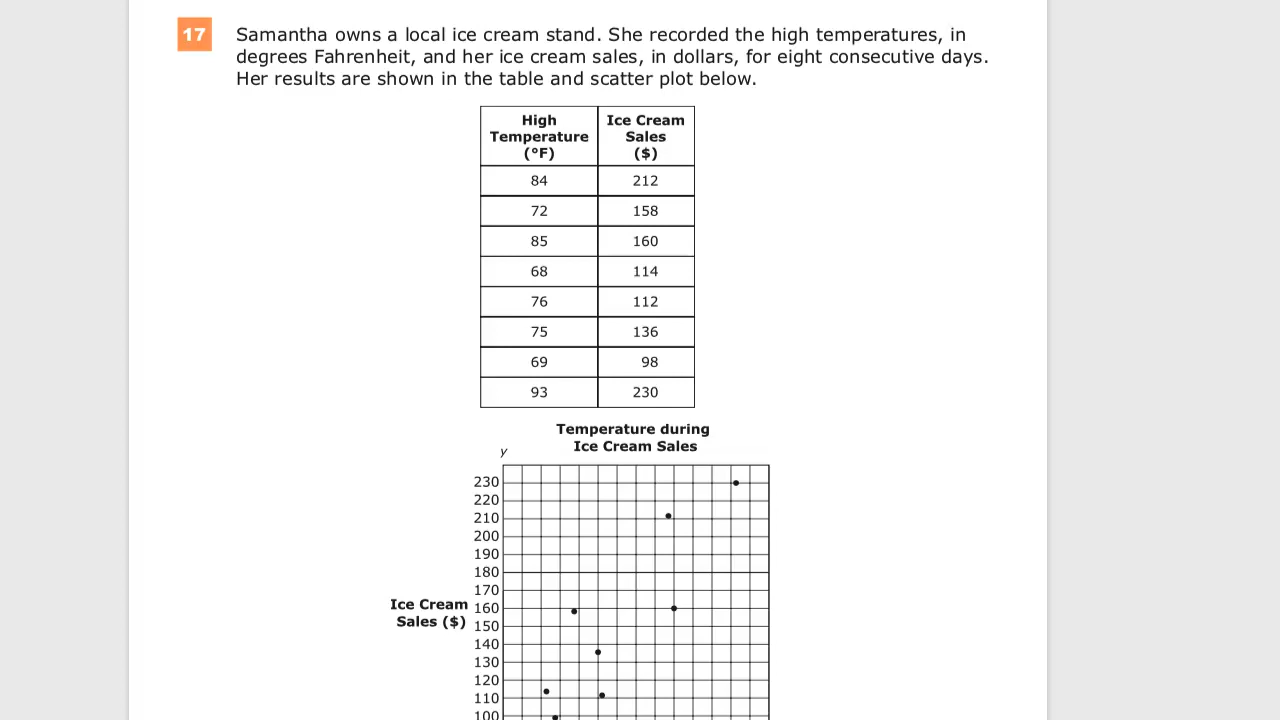 17 Samantha owns a local ice cream stand. She recorded the high temperatures, in
degrees Fahrenheit, and her ice cream sales, in dollars, for eight consecutive days.
Her results are shown in the table and scatter plot below.
High Temperature (°F) Ice Cream Sales ($)
84 212
72 158
85 160
68 114
76 112
75 136
69 98
93 230
Temperature during
Ice Cream Sales
y
230
220
210
200
190
180
170
Ice Cream
Sales ($)
160
150
140
130
120
110
100